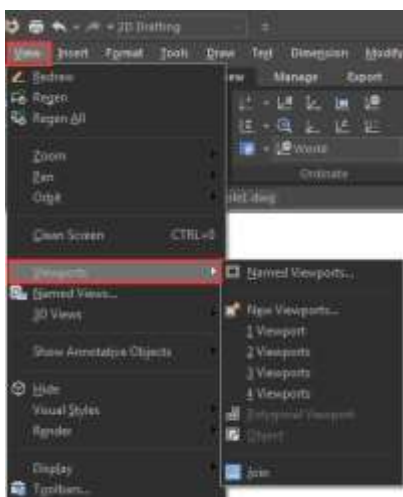 2D Drafting
View Insert Format Tools Draw Text Dimension Modify
Redraw
Regen
Regen All
Zoom
Pan
Orbit
Clean Screen CTRL+0
Viewports
Named Views...
3D Views
Show Annotative Objects
Hide
Visual Styles
Render
Display
Toolbars...
Manage Export
World
Ordinate
Named Viewports...
New Viewports...
1 Viewport
2 Viewports
3 Viewports
4 Viewports
Polygonal Viewport
Object
Join